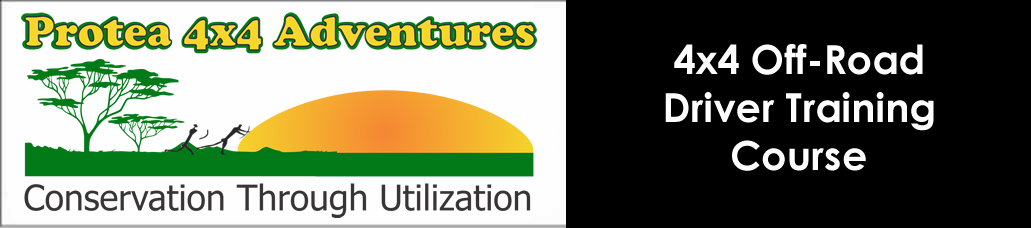 Protea 4x4 Adventures
Conservation Through Utilization
4x4 Off-Road
Driver Training
Course